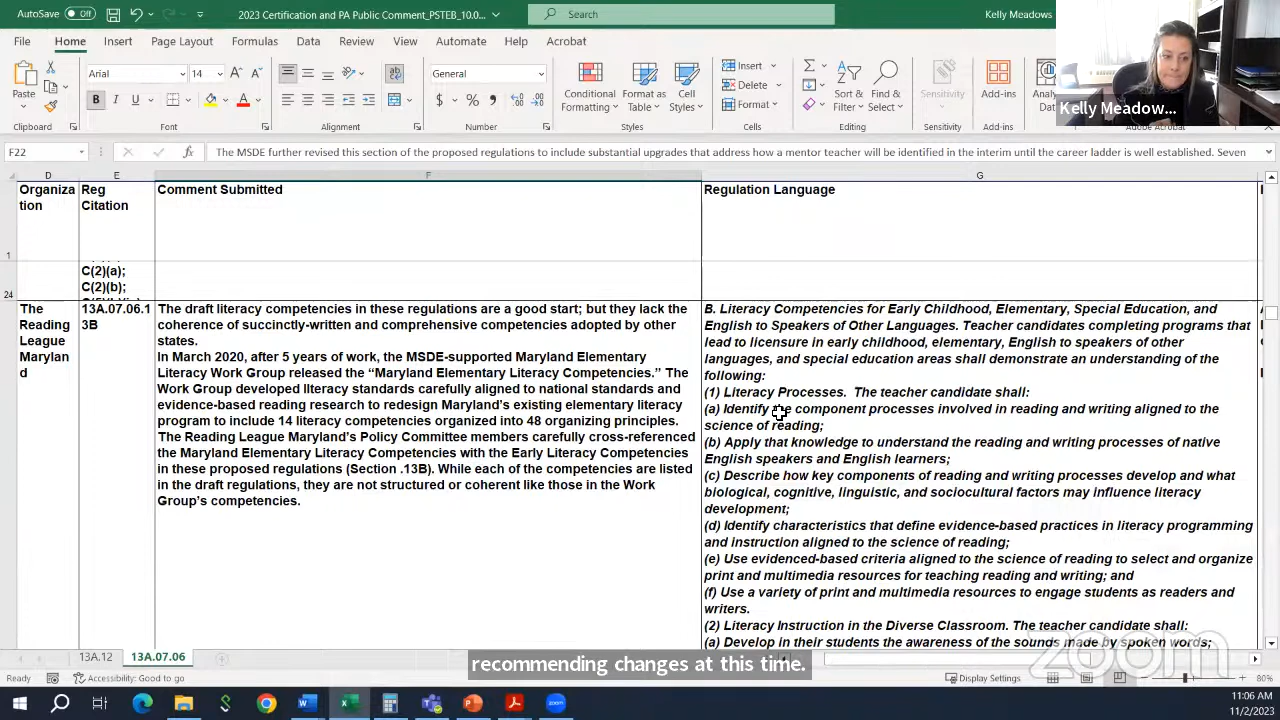 AutoSave Off
2023 Certification and PA Public Comment_PSTEB_10.0...
Search
Kelly Meadows
File Home Insert Page Layout Formulas Data Review View Automate Help Acrobat
Paste
Arial 14
General
Conditional Formatting
Format as Table
Cell Styles
Insert
Delete
Format
Sort & Filter
Find & Select
Sensitivity
Add-ins
Kelly Meadow...
Clipboard Font Alignment Number Styles Cells Editing Sensitivity Add-ins
F22
fx
The MSDE further revised this section of the proposed regulations to include substantial upgrades that address how a mentor teacher will be identified in the interim until the career ladder is well established. Seven
D E F G
1
Organiza
tion
Reg
Citation
Comment Submitted
Regulation Language
24
C(2)(a);
C(2)(b);
The
Reading
League
Marylan
d
13A.07.06.1
3B
The draft literacy competencies in these regulations are a good start; but they lack the
coherence of succinctly-written and comprehensive competencies adopted by other
states.
In March 2020, after 5 years of work, the MSDE-supported Maryland Elementary
Literacy Work Group released the “Maryland Elementary Literacy Competencies.” The
Work Group developed literacy standards carefully aligned to national standards and
evidence-based reading research to redesign Maryland’s existing elementary literacy
program to include 14 literacy competencies organized into 48 organizing principles.
The Reading League Maryland’s Policy Committee members carefully cross-referenced
the Maryland Elementary Literacy Competencies with the Early Literacy Competencies
in these proposed regulations (Section .13B). While each of the competencies are listed
in the draft regulations, they are not structured or coherent like those in the Work
Group’s competencies.
B. Literacy Competencies for Early Childhood, Elementary, Special Education, and
English to Speakers of Other Languages. Teacher candidates completing programs that
lead to licensure in early childhood, elementary, English to speakers of other
languages, and special education areas shall demonstrate an understanding of the
following:
(1) Literacy Processes. The teacher candidate shall:
(a) Identify the component processes involved in reading and writing aligned to the
science of reading;
(b) Apply that knowledge to understand the reading and writing processes of native
English speakers and English learners;
(c) Describe how key components of reading and writing processes develop and what
biological, cognitive, linguistic, and sociocultural factors may influence literacy
development;
(d) Identify characteristics that define evidence-based practices in literacy programming
and instruction aligned to the science of reading;
(e) Use evidenced-based criteria aligned to the science of reading to select and organize
print and multimedia resources for teaching reading and writing; and
(f) Use a variety of print and multimedia resources to engage students as readers and
writers.
(2) Literacy Instruction in the Diverse Classroom. The teacher candidate shall:
(a) Develop in their students the awareness of the sounds made by spoken words;
13A.12 13A.07.06
recommending changes at this time.
zoom
Ready
Accessibility: Good to go
Display Settings
80%
11:06 AM
11/2/2023